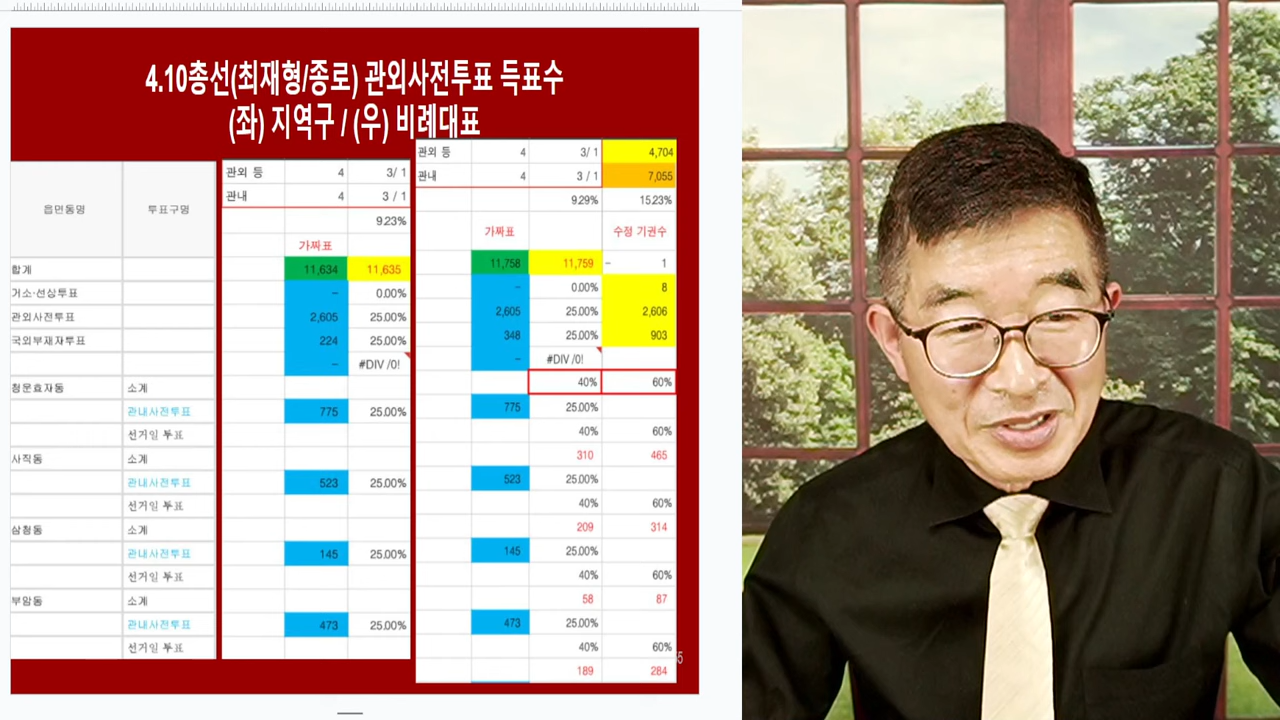 4.10총선(최재형/종로) 관외사전투표 득표수
(좌) 지역구 / (우) 비례대표
읍면동명 투표구명
합계
거소·선상투표
관외사전투표
국외부재자투표
청운효자동 소계
관내사전투표
선거일 투표
사직동 소계
관내사전투표
선거일 투표
삼청동 소계
관내사전투표
선거일 투표
부암동 소계
관내사전투표
선거일 투표
관외 등 4 3/ 1
관내 4 3 / 1
9.23%
가짜표
11,634 11,635
– 0.00%
2,605 25.00%
224 25.00%
– #DIV /0!
775 25.00%
523 25.00%
145 25.00%
473 25.00%
관외 등 4 3/ 1 4,704
관내 4 3 / 1 7,055
9.29% 15.23%
가짜표 수정 기권수
11,758 11,759 – 1
– 0.00% 8
2,605 25.00% 2,606
348 25.00% 903
– #DIV /0!
40% 60%
775 25.00%
40% 60%
310 465
523 25.00%
40% 60%
209 314
145 25.00%
40% 60%
58 87
473 25.00%
40% 60%
189 284